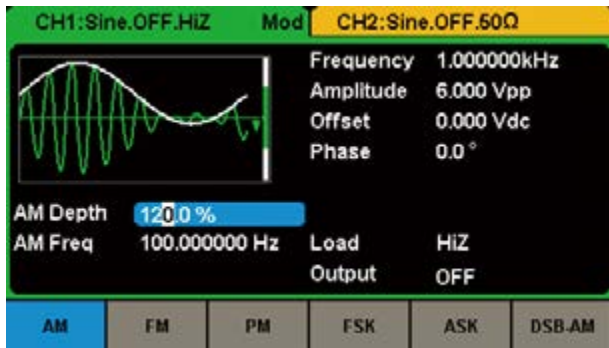 CH1:Sine.OFF.HiZ Mod CH2:Sine.OFF.50Ω
Frequency 1.000000kHz
Amplitude 6.000 Vpp
Offset 0.000 Vdc
Phase 0.0 °
AM Depth 120.0 %
AM Freq 100.000000 Hz Load HiZ
Output OFF
AM FM PM FSK ASK DSB-AM